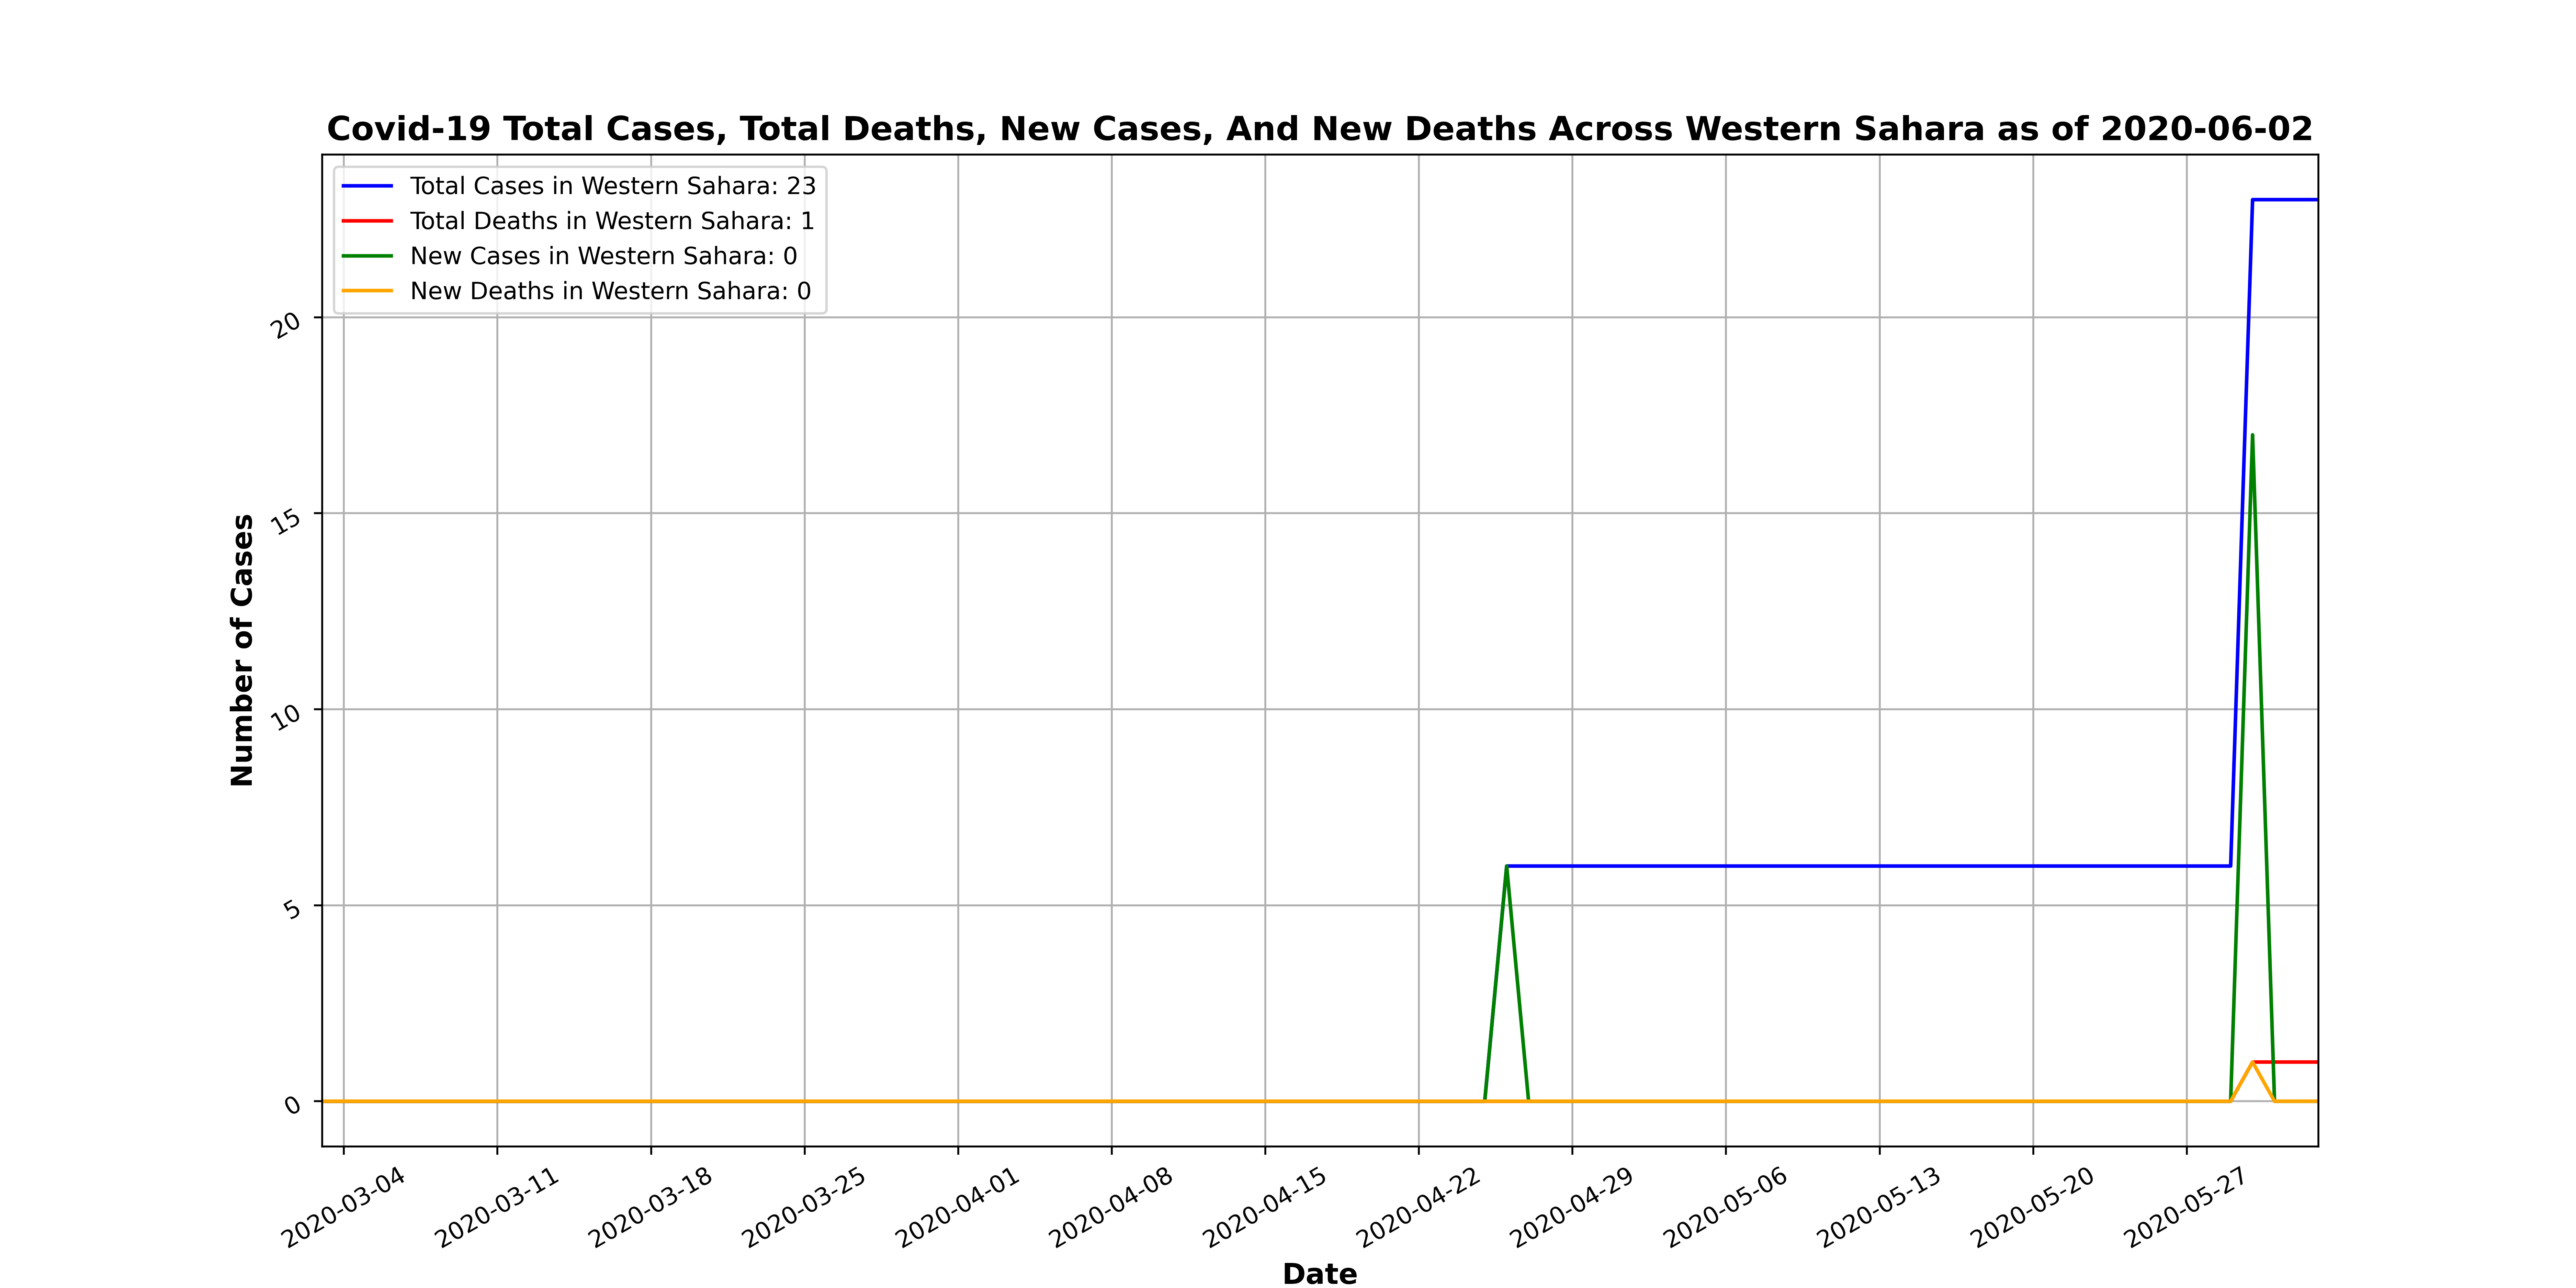 Covid-19 Total Cases, Total Deaths, New Cases, And New Deaths Across Western Sahara as of 2020-06-02
Total Cases in Western Sahara: 23
Total Deaths in Western Sahara: 1
New Cases in Western Sahara: 0
New Deaths in Western Sahara: 0
Number of Cases
20
15
10
5
0
2020-03-04
2020-03-11
2020-03-18
2020-03-25
2020-04-01
2020-04-08
2020-04-15
2020-04-22
2020-04-29
2020-05-06
2020-05-13
2020-05-20
2020-05-27
Date